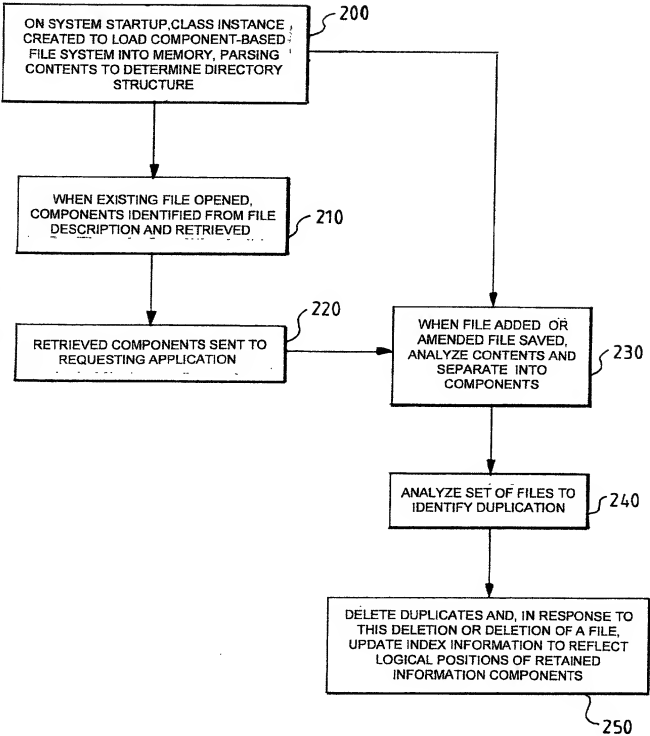 ON SYSTEM STARTUP,CLASS INSTANCE
CREATED TO LOAD COMPONENT-BASED
FILE SYSTEM INTO MEMORY, PARSING
CONTENTS TO DETERMINE DIRECTORY
STRUCTURE
200
WHEN EXISTING FILE OPENED,
COMPONENTS IDENTIFIED FROM FILE
DESCRIPTION AND RETRIEVED
210
220
RETRIEVED COMPONENTS SENT TO
REQUESTING APPLICATION
WHEN FILE ADDED OR
AMENDED FILE SAVED,
ANALYZE CONTENTS AND
SEPARATE INTO
COMPONENTS
230
ANALYZE SET OF FILES TO
IDENTIFY DUPLICATION
240
DELETE DUPLICATES AND, IN RESPONSE TO
THIS DELETION OR DELETION OF A FILE,
UPDATE INDEX INFORMATION TO REFLECT
LOGICAL POSITIONS OF RETAINED
INFORMATION COMPONENTS
250